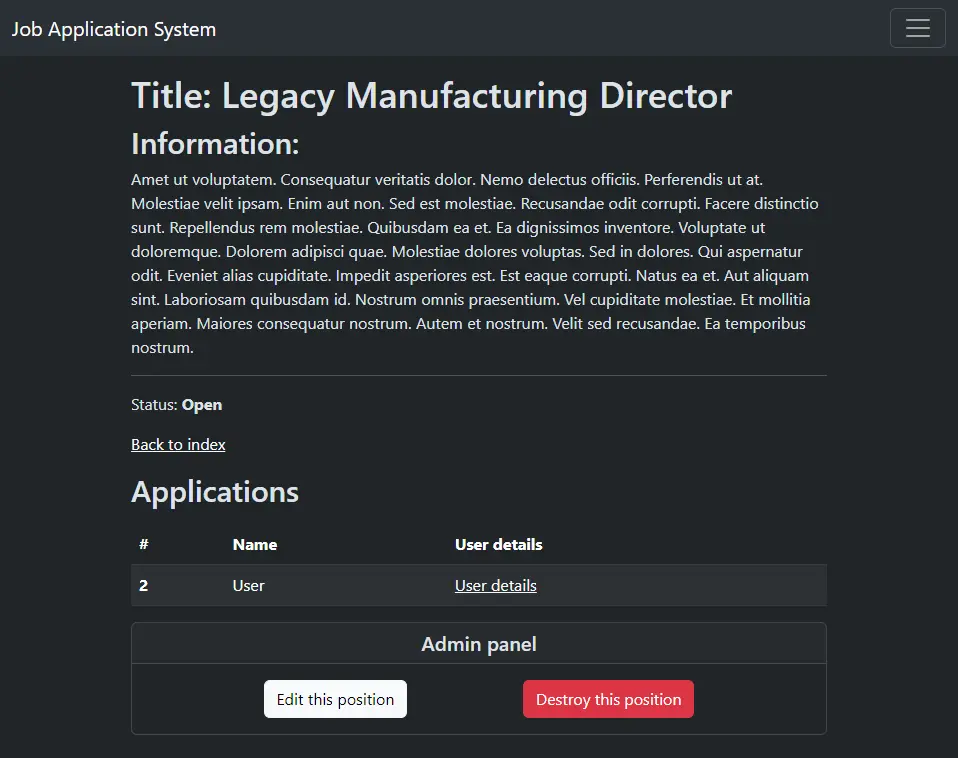 Job Application System
Title: Legacy Manufacturing Director
Information:
Amet ut voluptatem. Consequatur veritatis dolor. Nemo delectus officiis. Perferendis ut at.
Molestiae velit ipsam. Enim aut non. Sed est molestiae. Recusandae odit corrupti. Facere distinctio
sunt. Repellendus rem molestiae. Quibusdam ea et. Ea dignissimos inventore. Voluptate ut
doloremque. Dolorem adipisci quae. Molestiae dolores voluptas. Sed in dolores. Qui aspernatur
odit. Eveniet alias cupiditate. Impedit asperiores est. Est eaque corrupti. Natus ea et. Aut aliquam
sint. Laboriosam quibusdam id. Nostrum omnis praesentium. Vel cupiditate molestiae. Et mollitia
aperiam. Maiores consequatur nostrum. Autem et nostrum. Velit sed recusandae. Ea temporibus
nostrum.
Status: Open
Back to index
Applications
# Name User details
2 User User details
Admin panel
Edit this position Destroy this position